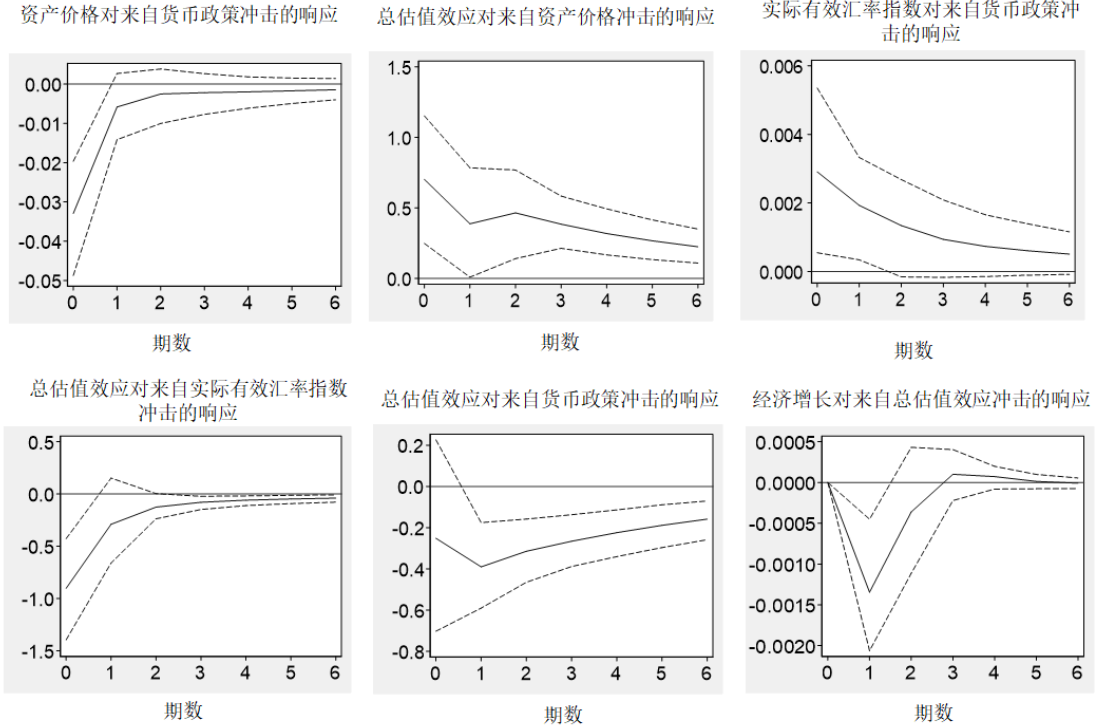 资产价格对来自货币政策冲击的响应
0.00
-0.01
-0.02
-0.03
-0.04
-0.05
0 1 2 3 4 5 6
期数
总估值效应对来自资产价格冲击的响应
1.5
1.0
0.5
0.0
0 1 2 3 4 5 6
期数
实际有效汇率指数对来自货币政策冲
击的响应
0.006
0.004
0.002
0.000
0 1 2 3 4 5 6
期数
总估值效应对来自实际有效汇率指数
冲击的响应
0.5
0.0
-0.5
-1.0
-1.5
0 1 2 3 4 5 6
期数
总估值效应对来自货币政策冲击的响应
0.2
0.0
-0.2
-0.4
-0.6
-0.8
0 1 2 3 4 5 6
期数
经济增长对来自总估值效应冲击的响应
0.0005
0.0000
-0.0005
-0.0010
-0.0015
-0.0020
0 1 2 3 4 5 6
期数